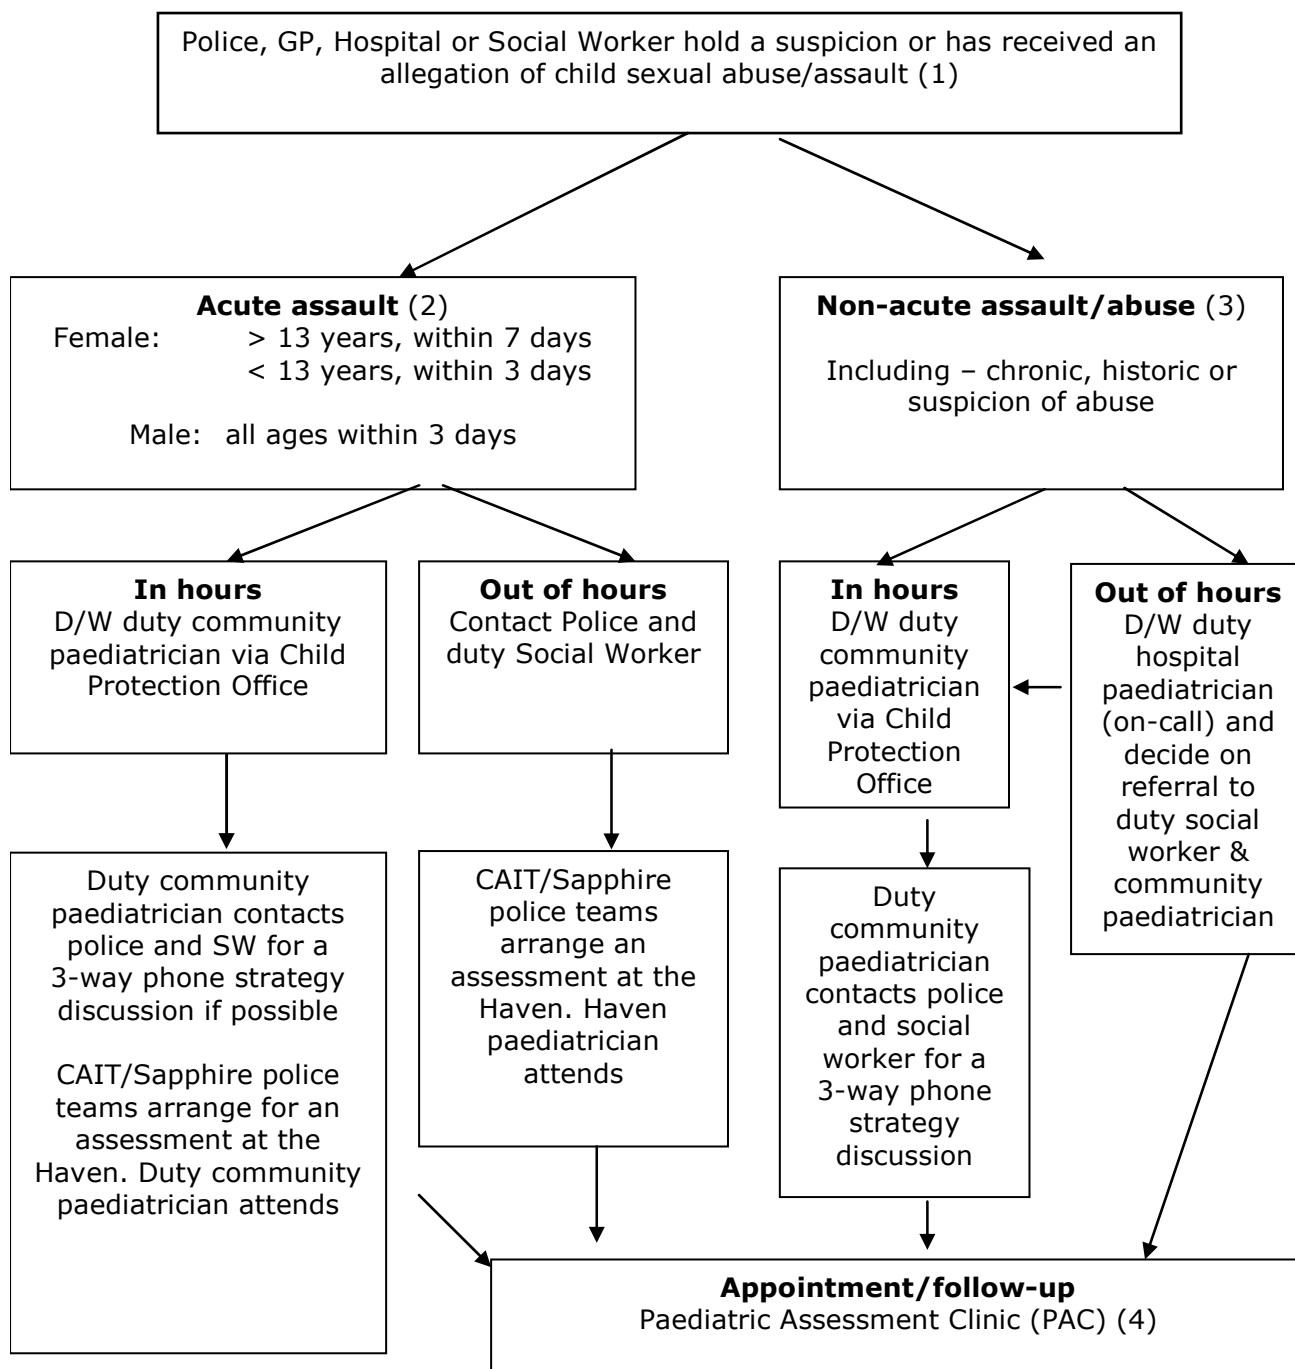 Police, GP, Hospital or Social Worker hold a suspicion or has received an
allegation of child sexual abuse/assault (1)
Acute assault (2)
Female: > 13 years, within 7 days
< 13 years, within 3 days
Male: all ages within 3 days
Non-acute assault/abuse (3)
Including – chronic, historic or
suspicion of abuse
In hours
D/W duty community
paediatrician via Child
Protection Office
Out of hours
Contact Police and
duty Social Worker
In hours
D/W duty
community
paediatrician
via Child
Protection
Office
Out of hours
D/W duty
hospital
paediatrician
(on-call) and
decide on
referral to
duty social
worker &
community
paediatrician
Duty community
paediatrician contacts
police and SW for a
3-way phone strategy
discussion if possible
CAIT/Sapphire police
teams arrange for an
assessment at the
Haven. Duty community
paediatrician attends
CAIT/Sapphire
police teams
arrange an
assessment at the
Haven. Haven
paediatrician
attends
Duty
community
paediatrician
contacts police
and social
worker for a
3-way phone
strategy
discussion
Appointment/follow-up
Paediatric Assessment Clinic (PAC) (4)